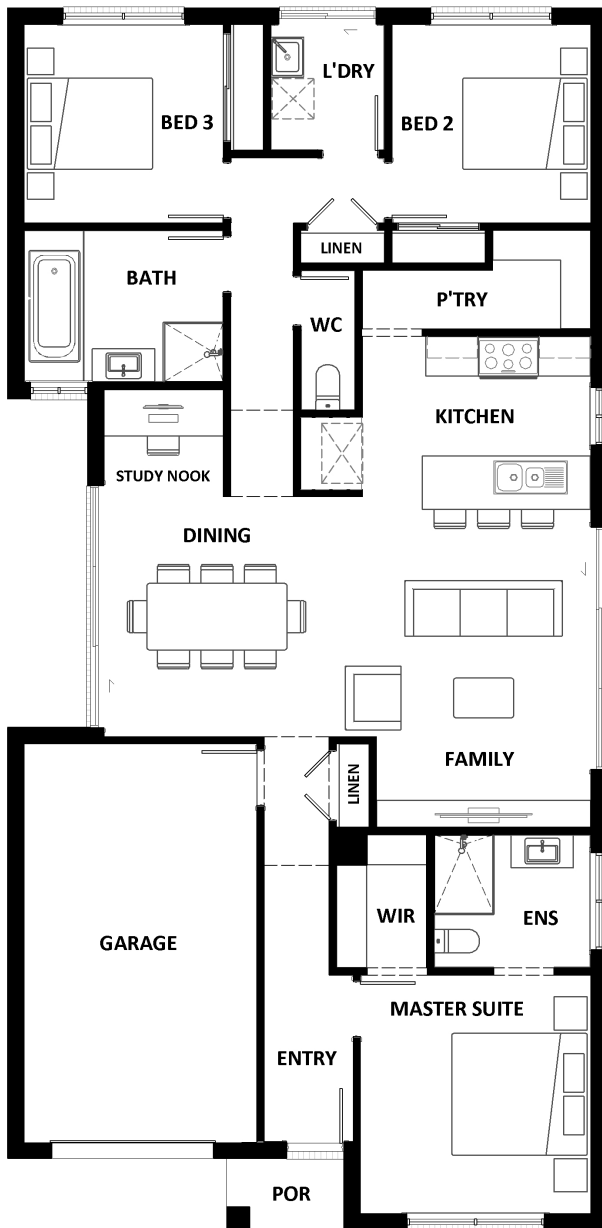 L'DRY
BED 3
BED 2
LINEN
BATH
P'TRY
WC
KITCHEN
STUDY NOOK
DINING
FAMILY
LINEN
WIR
ENS
GARAGE
MASTER SUITE
ENTRY
POR